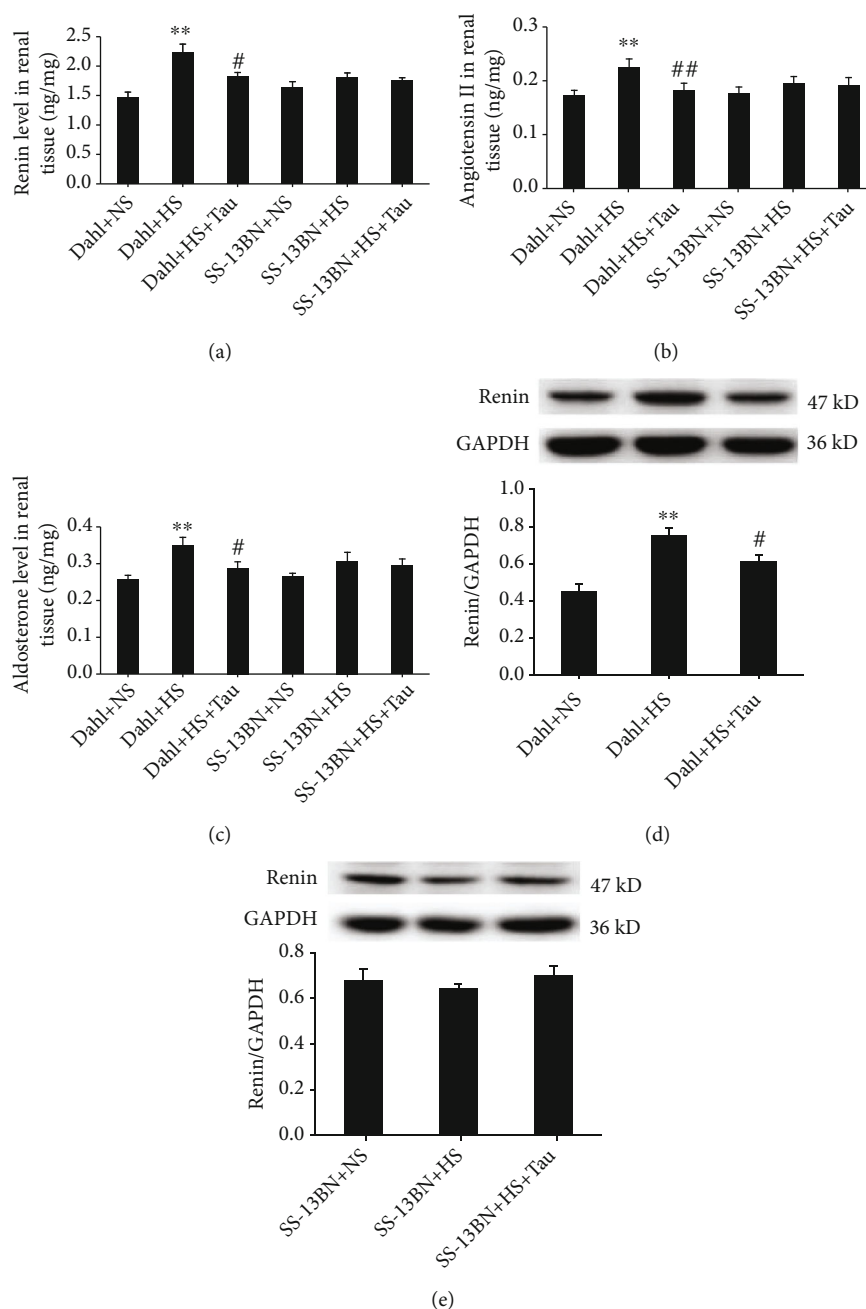 Renin level in renal
tissue (ng/mg)
2.5
2.0
1.5
1.0
0.5
0.0
**
#
Dahl+NS
Dahl+HS
Dahl+HS+Tau
SS-13BN+NS
SS-13BN+HS
SS-13BN+HS+Tau
(a)
Angiotensin II in renal
tissue (ng/mg)
0.3
0.2
0.1
0.0
**
##
Dahl+NS
Dahl+HS
Dahl+HS+Tau
SS-13BN+NS
SS-13BN+HS
SS-13BN+HS+Tau
(b)
Aldosterone level in renal
tissue (ng/mg)
0.4
0.3
0.2
0.1
0.0
**
#
Dahl+NS
Dahl+HS
Dahl+HS+Tau
SS-13BN+NS
SS-13BN+HS
SS-13BN+HS+Tau
(c)
Renin 47 kD
GAPDH 36 kD
Renin/GAPDH
1.0
0.8
0.6
0.4
0.2
0.0
**
#
Dahl+NS
Dahl+HS
Dahl+HS+Tau
(d)
Renin 47 kD
GAPDH 36 kD
Renin/GAPDH
0.8
0.6
0.4
0.2
0.0
SS-13BN+NS
SS-13BN+HS
SS-13BN+HS+Tau
(e)